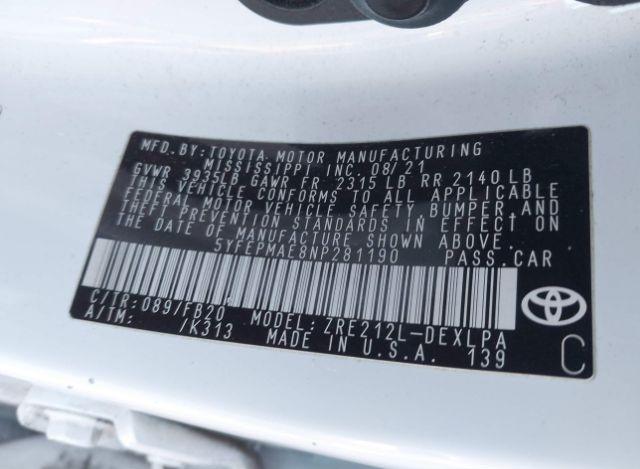 MFD.BY:TOYOTA MOTOR MANUFACTURING
MISSISSIPPI INC. 08/21
GVWR 3935LB GAWR FR 2315 LB RR 2140 LB
THIS VEHICLE CONFORMS TO ALL APPLICABLE
FEDERAL MOTOR VEHICLE SAFETY, BUMPER,AND
THEFT PREVENTION STANDARDS IN EFFECT ON
THE DATE OF MANUFACTURE SHOWN ABOVE.
5YFEPMAE8NP281190 PASS.CAR
C/TR: 089/FB20 MODEL: ZRE212L-DEXLPA
A/TM: /K313 MADE IN U.S.A. 139
C